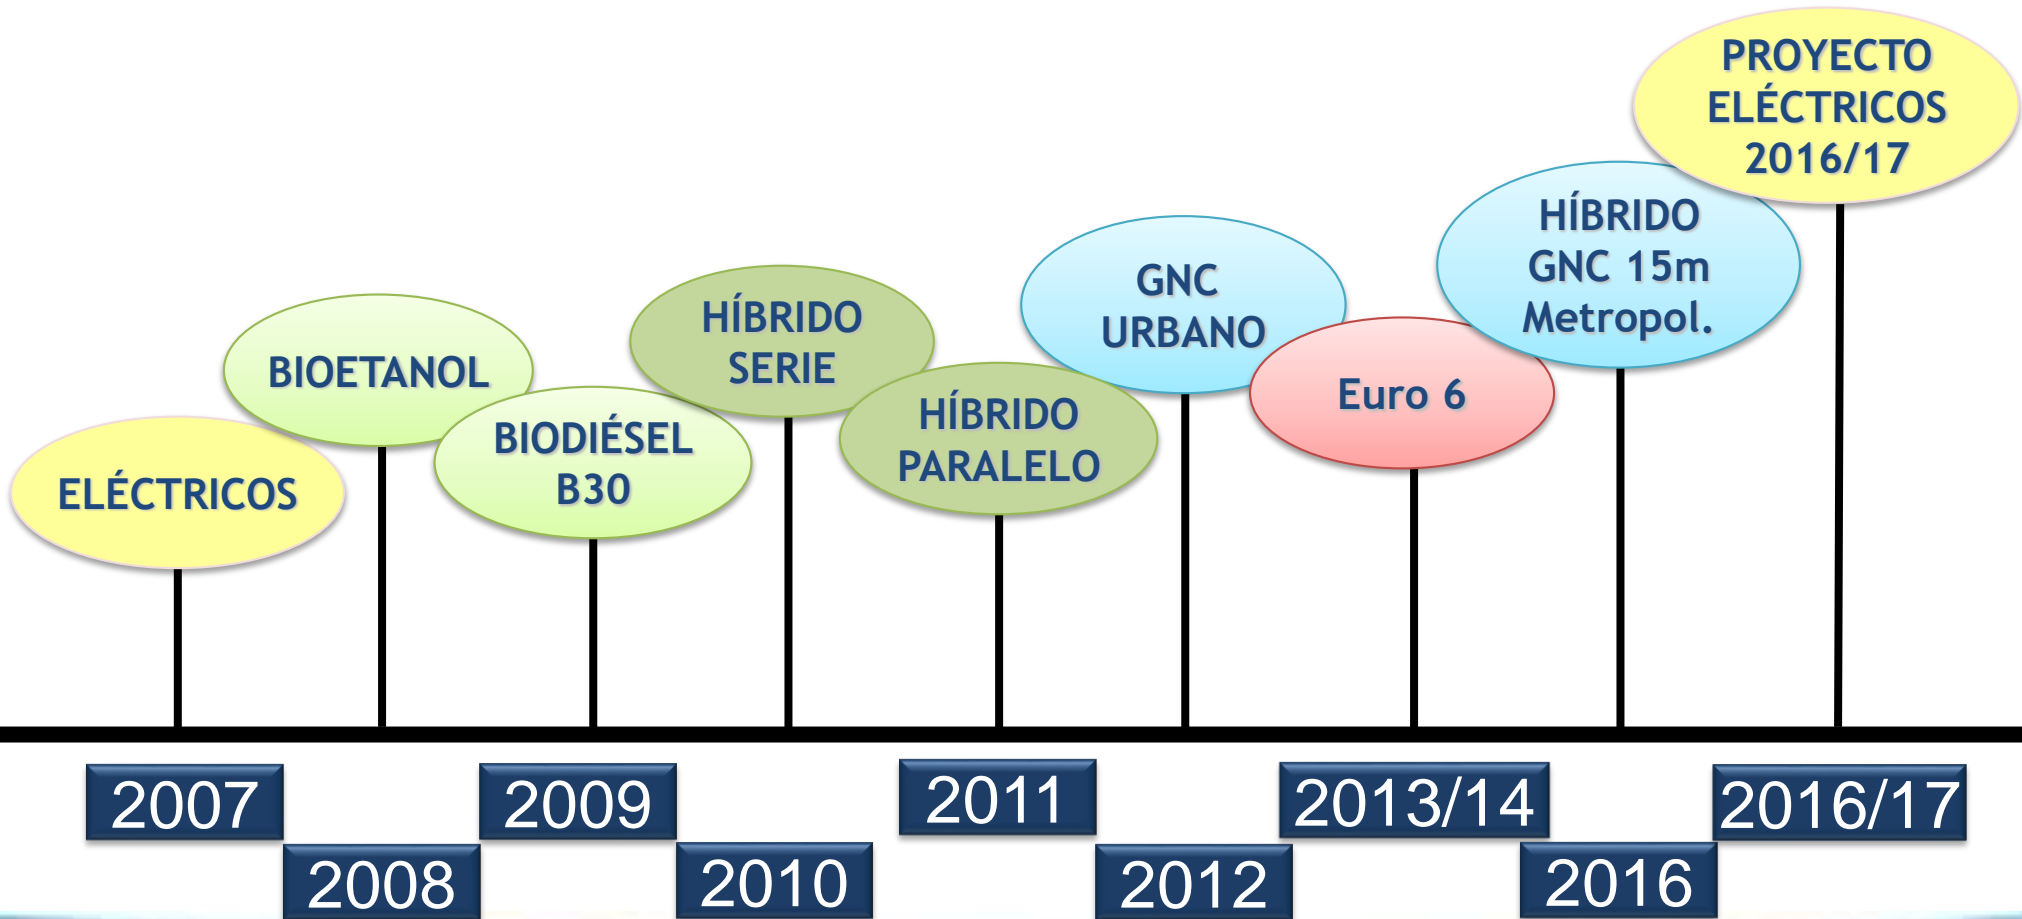 ELÉCTRICOS
BIOETANOL
BIODIÉSEL
B30
HÍBRIDO
SERIE
HÍBRIDO
PARALELO
GNC
URBANO
Euro 6
HÍBRIDO
GNC 15m
Metropol.
PROYECTO
ELÉCTRICOS
2016/17
2007
2008
2009
2010
2011
2012
2013/14
2016
2016/17